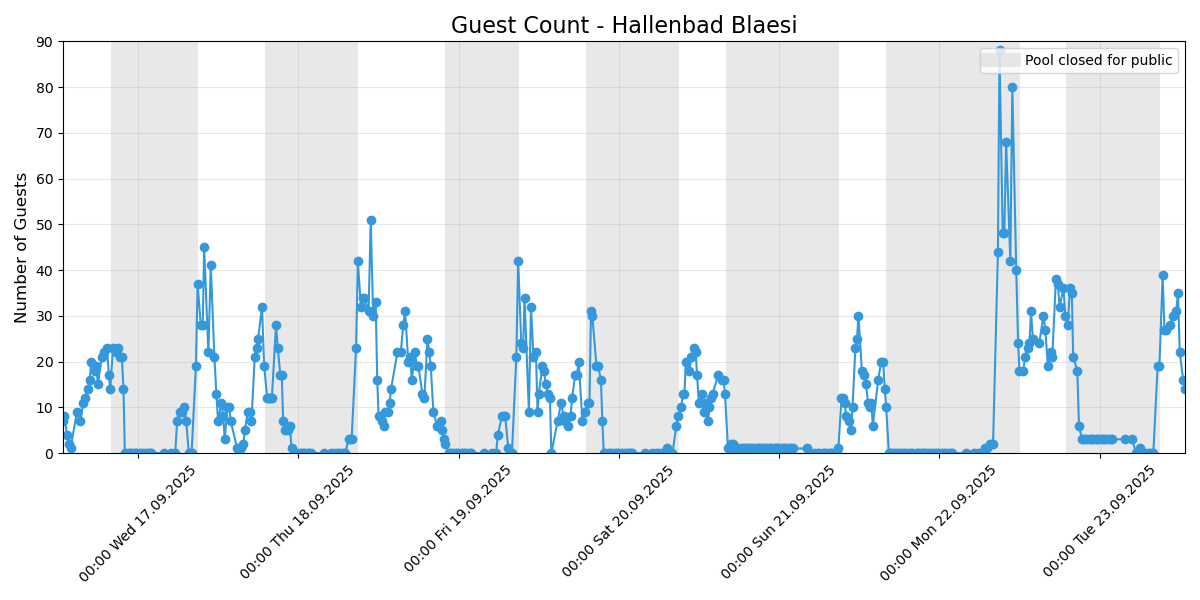 Guest Count - Hallenbad Blaesi
Number of Guests
90
80
70
60
50
40
30
20
10
0
Pool closed for public
00:00 Wed 17.09.2025
00:00 Thu 18.09.2025
00:00 Fri 19.09.2025
00:00 Sat 20.09.2025
00:00 Sun 21.09.2025
00:00 Mon 22.09.2025
00:00 Tue 23.09.2025